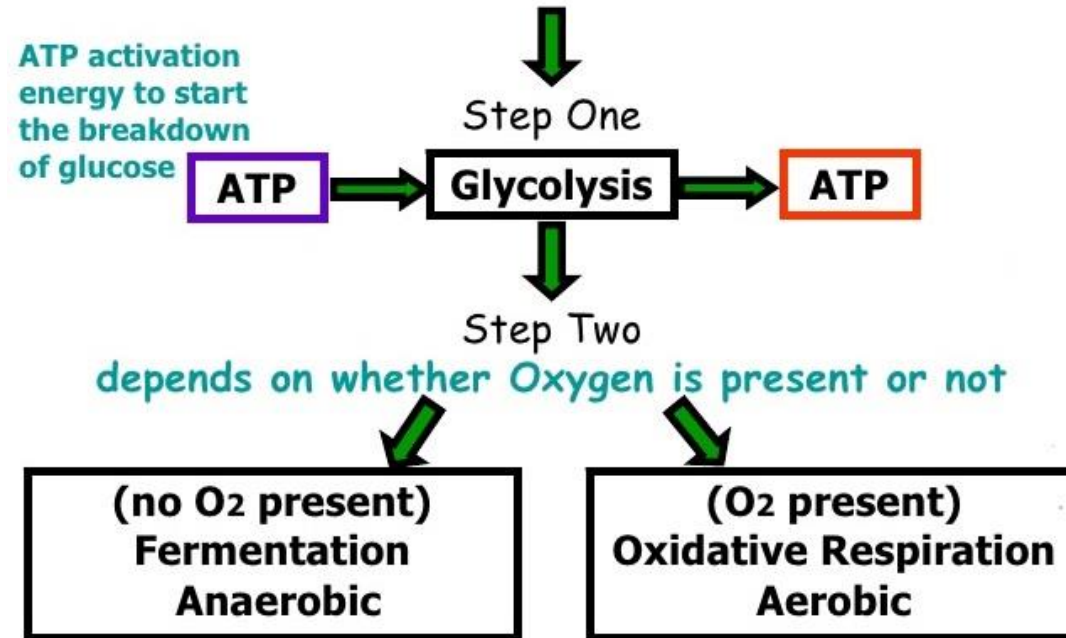 ATP activation
energy to start
the breakdown
of glucose
Step One
ATP
Glycolysis
ATP
Step Two
depends on whether Oxygen is present or not
(no O2 present)
Fermentation
Anaerobic
(O2 present)
Oxidative Respiration
Aerobic